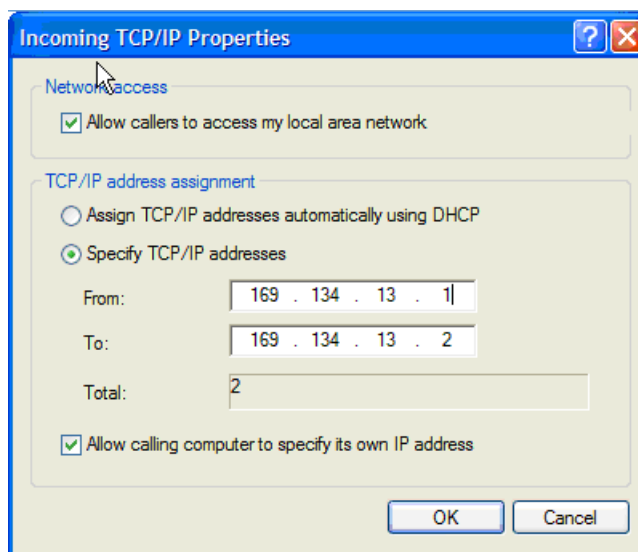 Incoming TCP/IP Properties
Network access
Allow callers to access my local area network
TCP/IP address assignment
Assign TCP/IP addresses automatically using DHCP
Specify TCP/IP addresses
From: 169 . 134 . 13 . 1
To: 169 . 134 . 13 . 2
Total: 2
Allow calling computer to specify its own IP address
OK Cancel